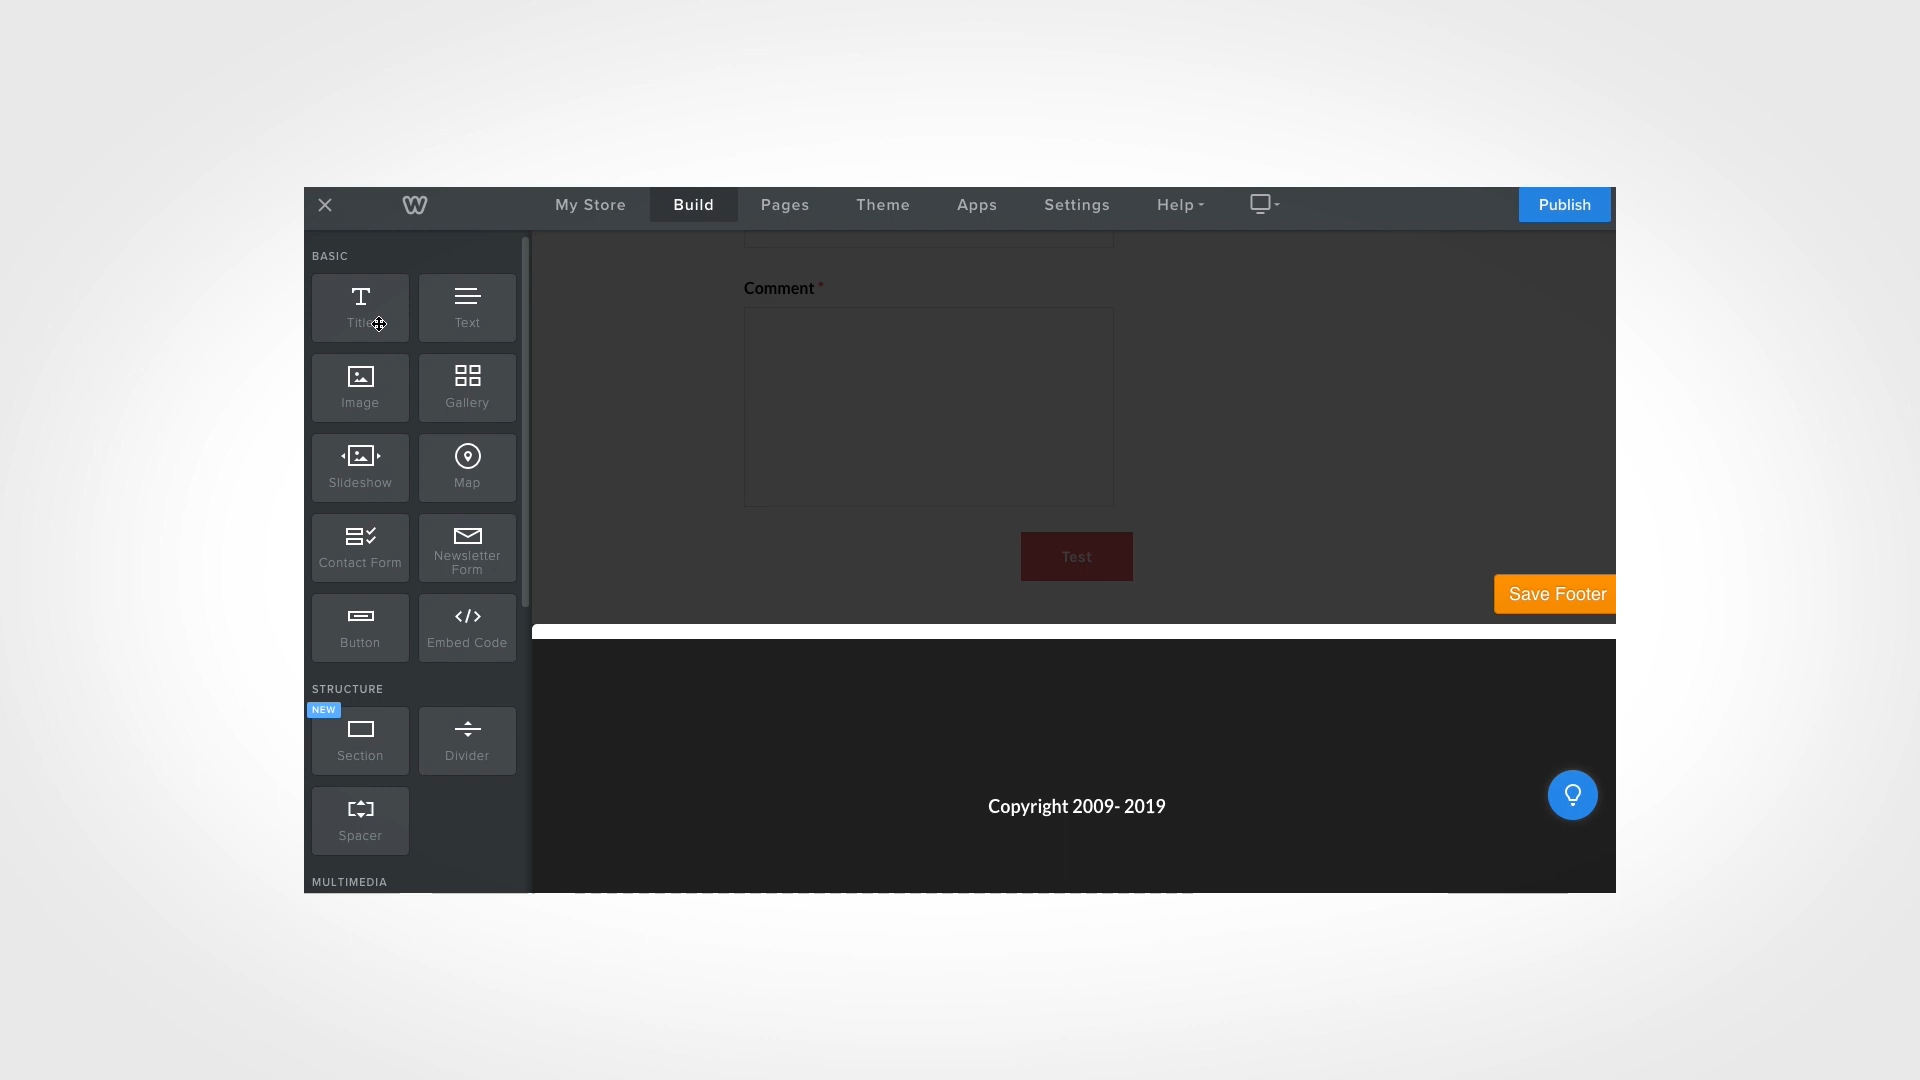 My Store
Build
Pages
Theme
Apps
Settings
Help
Publish
BASIC
Title
Text
Image
Gallery
Slideshow
Map
Contact Form
Newsletter
Form
Button
Embed Code
STRUCTURE
NEW
Section
Divider
Spacer
MULTIMEDIA
Comment *
Test
Save Footer
Copyright 2009- 2019